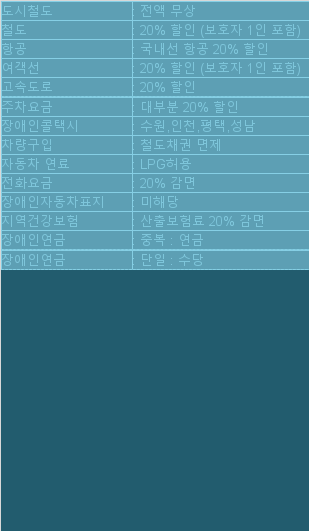 도시철도 : 전액 무상
철도 : 20% 할인 (보호자 1인 포함)
항공 : 국내선 항공 20% 할인
여객선 : 20% 할인 (보호자 1인 포함)
고속도로 : 20% 할인
주차요금 : 대부분 20% 할인
장애인콜택시 : 수원,인천,평택,성남
차량구입 : 철도채권 면제
자동차 연료 : LPG허용
전화요금 : 20% 감면
장애인자동차표지 : 미해당
지역건강보험 : 산출보험료 20% 감면
장애인연금 : 중복 : 연금
장애인연금 : 단일 : 수당